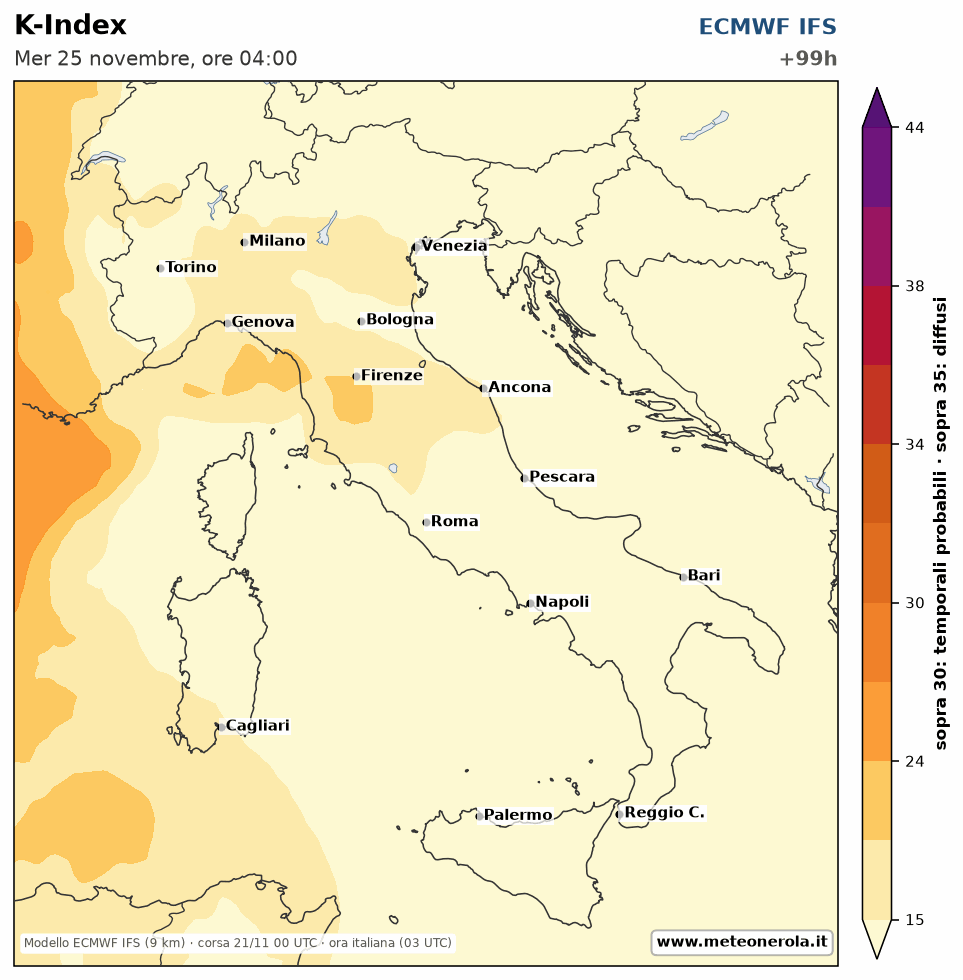 K-Index
ECMWF IFS
Mer 25 novembre, ore 04:00
+99h
44
38
34
30
24
15
sopra 30: temporali probabili · sopra 35: diffusi
Milano
Venezia
Torino
Genova
Bologna
Firenze
Ancona
Pescara
Roma
Bari
Napoli
Cagliari
Palermo
Reggio C.
Modello ECMWF IFS (9 km) · corsa 21/11 00 UTC · ora italiana (03 UTC)
www.meteonerola.it